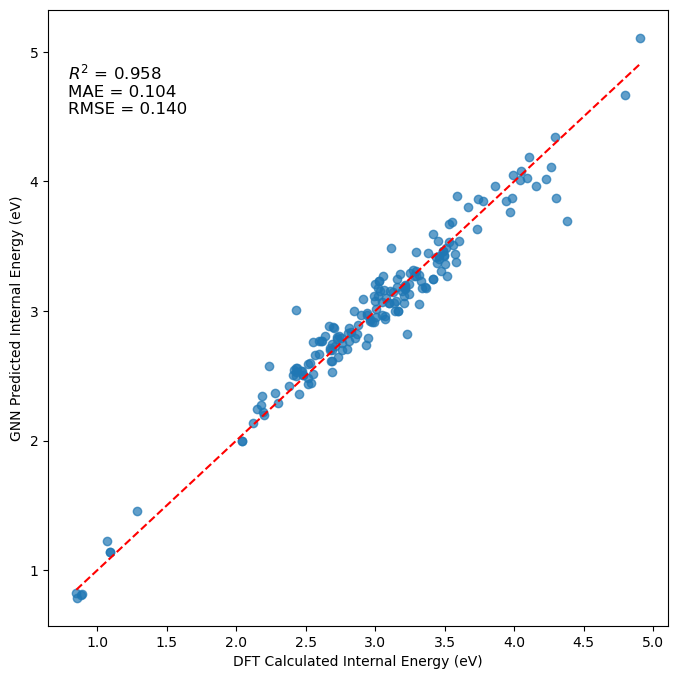 R² = 0.958
MAE = 0.104
RMSE = 0.140
GNN Predicted Internal Energy (eV)
5
4
3
2
1
1.0 1.5 2.0 2.5 3.0 3.5 4.0 4.5 5.0
DFT Calculated Internal Energy (eV)